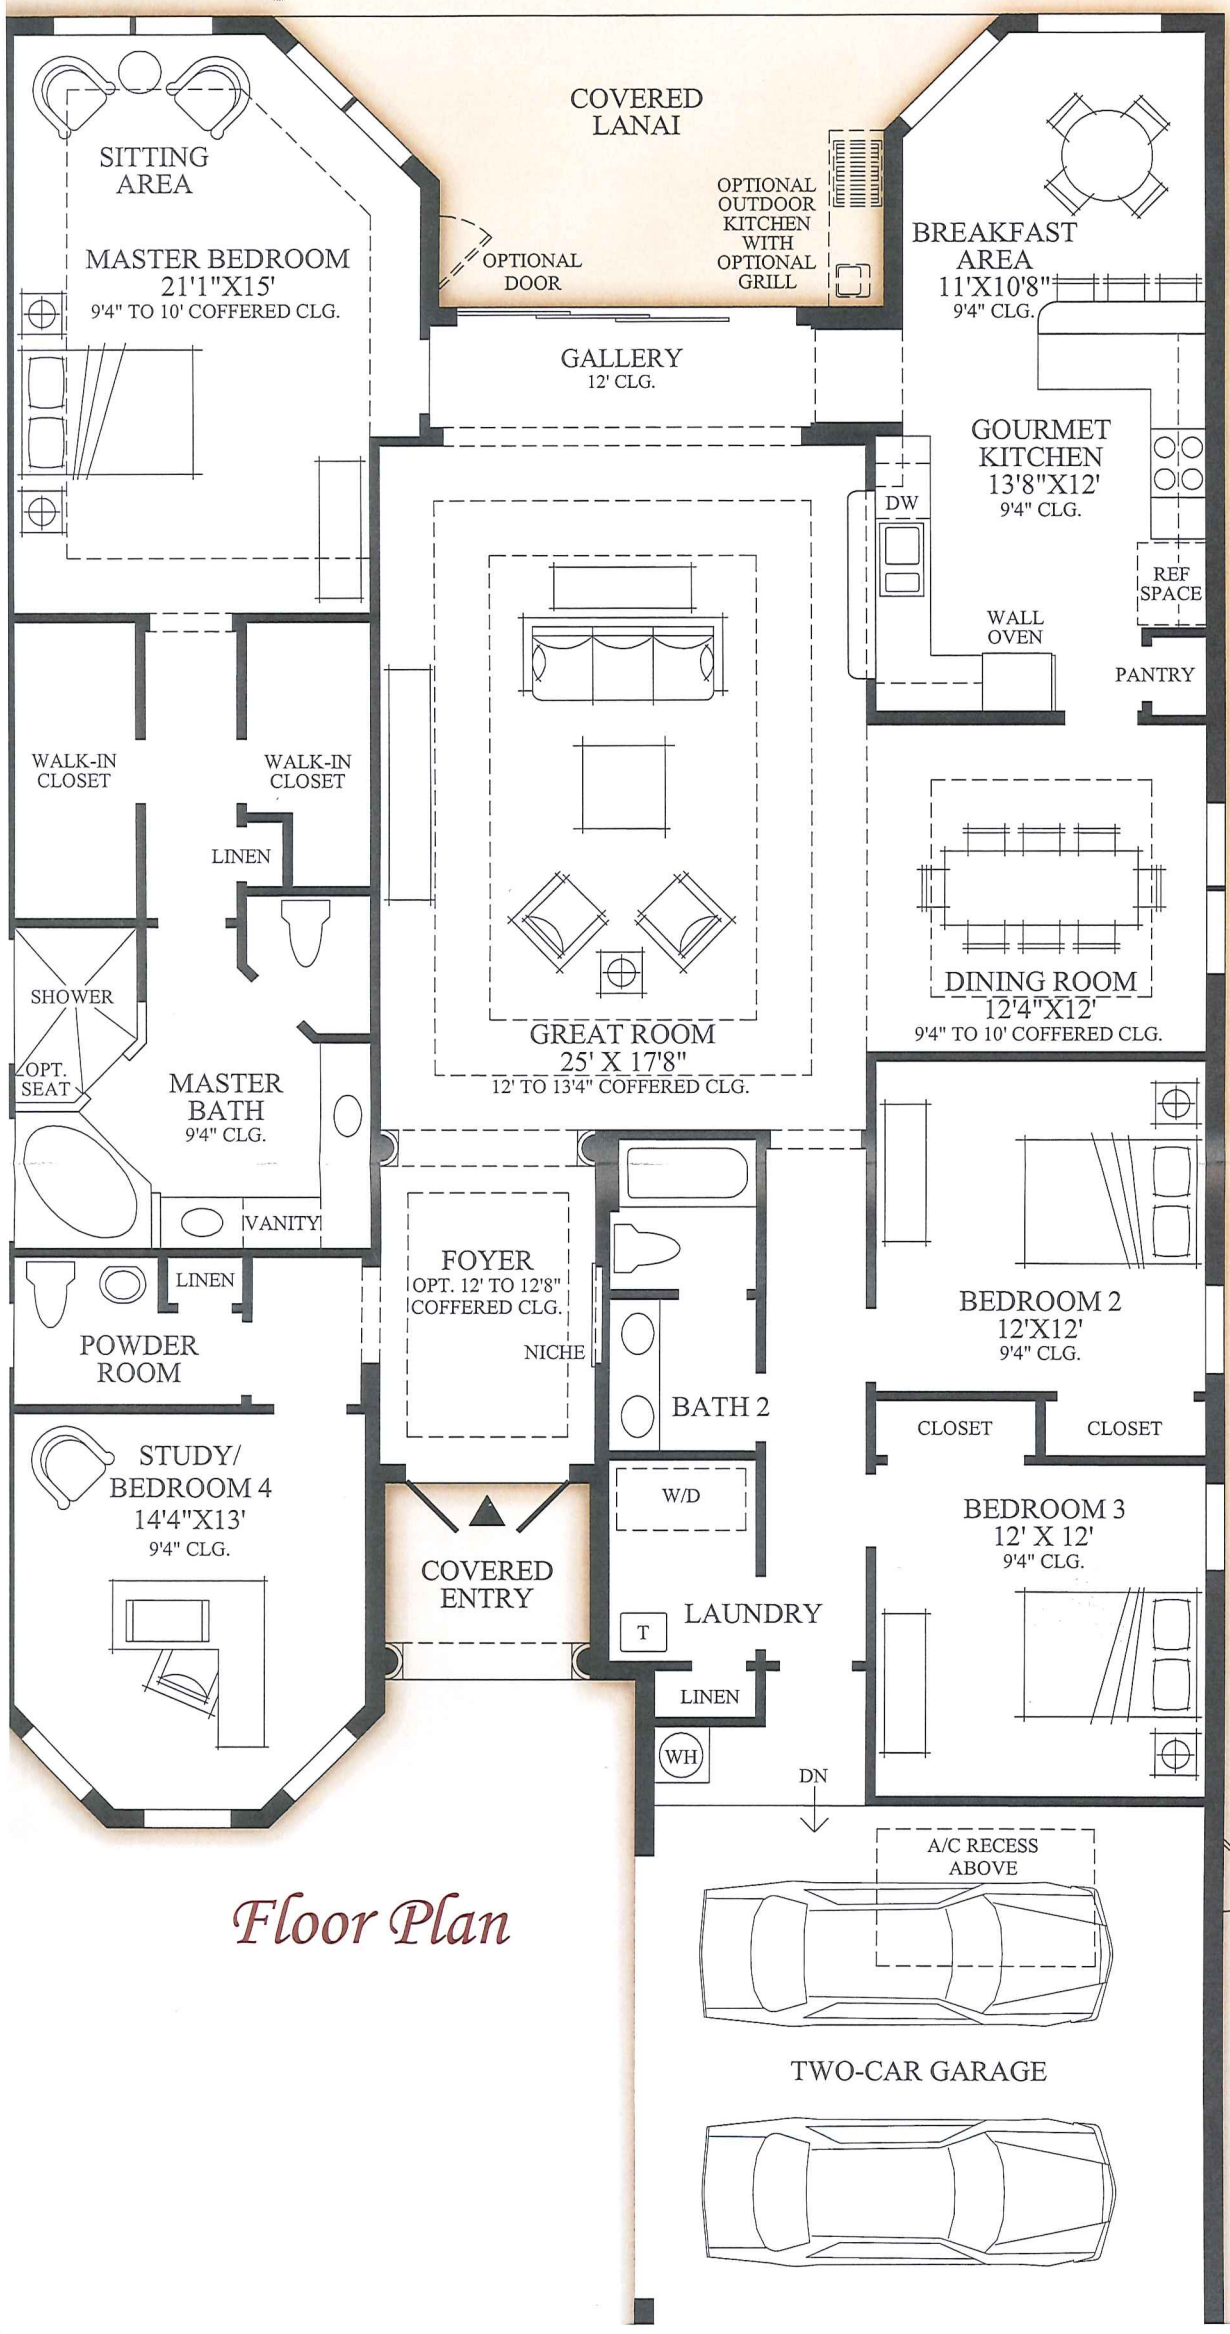 COVERED
LANAI
SITTING
AREA
OPTIONAL
OUTDOOR
KITCHEN
WITH
OPTIONAL
GRILL
OPTIONAL
DOOR
MASTER BEDROOM
21'1"X15'
9'4" TO 10' COFFERED CLG.
BREAKFAST
AREA
11'X10'8"
9'4" CLG.
GALLERY
12' CLG.
GOURMET
KITCHEN
13'8"X12'
9'4" CLG.
DW
REF
SPACE
WALL
OVEN
PANTRY
WALK-IN
CLOSET
WALK-IN
CLOSET
LINEN
DINING ROOM
12'4"X12'
9'4" TO 10' COFFERED CLG.
GREAT ROOM
25' X 17'8"
12' TO 13'4" COFFERED CLG.
SHOWER
OPT.
SEAT
MASTER
BATH
9'4" CLG.
VANITY
FOYER
OPT. 12' TO 12'8"
COFFERED CLG.
NICHE
LINEN
POWDER
ROOM
BEDROOM 2
12'X12'
9'4" CLG.
BATH 2
CLOSET
CLOSET
STUDY/
BEDROOM 4
14'4"X13'
9'4" CLG.
W/D
BEDROOM 3
12' X 12'
9'4" CLG.
COVERED
ENTRY
LAUNDRY
T
LINEN
WH
DN
A/C RECESS
ABOVE
Floor Plan
TWO-CAR GARAGE